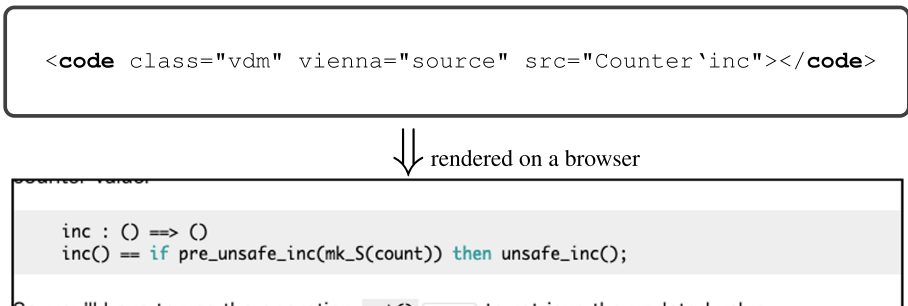 <code class="vdm" vienna="source" src="Counter`inc"></code>
rendered on a browser
inc : () ==> ()
inc() == if pre_unsafe_inc(mk_S(count)) then unsafe_inc();